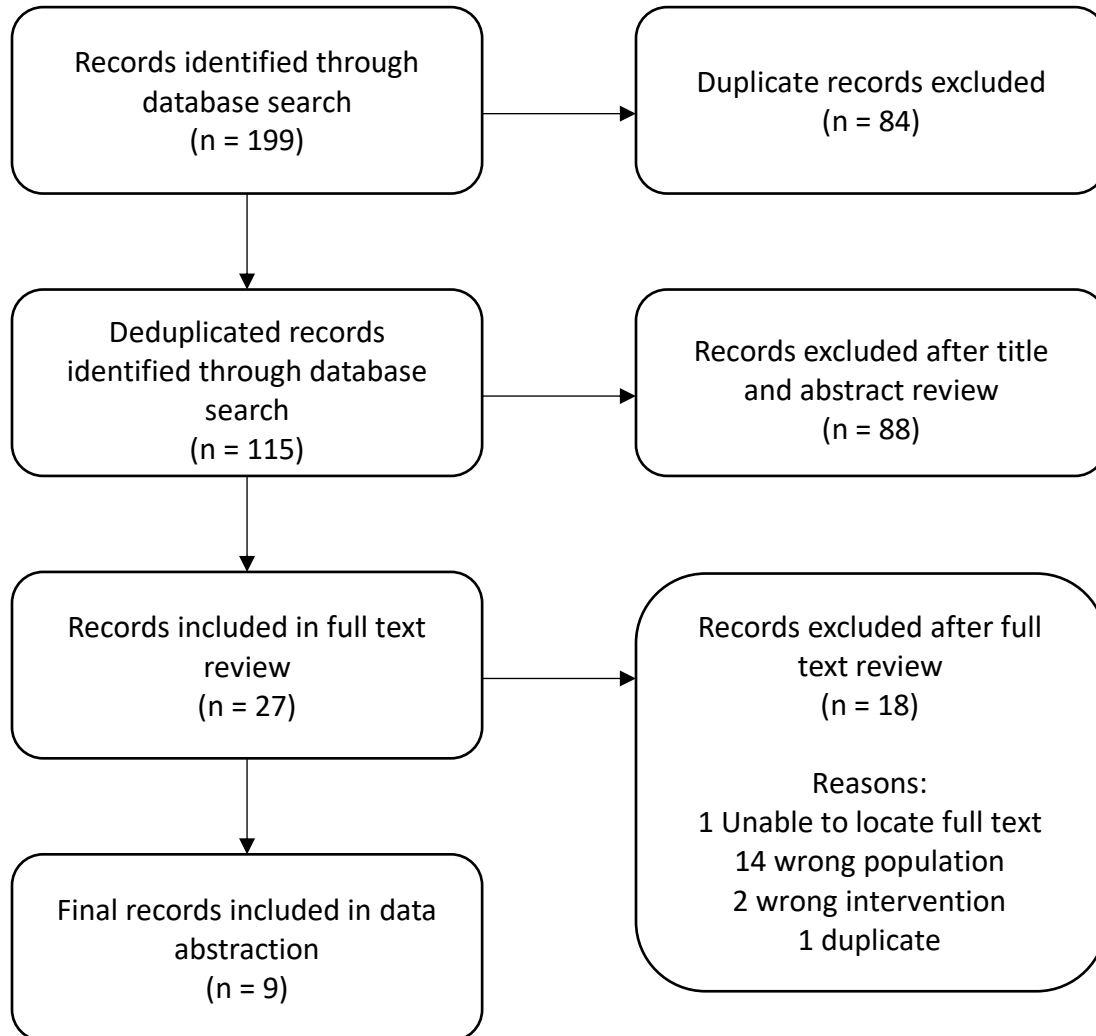 Records identified through
database search
(n = 199)
Duplicate records excluded
(n = 84)
Deduplicated records
identified through database
search
(n = 115)
Records excluded after title
and abstract review
(n = 88)
Records included in full text
review
(n = 27)
Records excluded after full
text review
(n = 18)
Reasons:
1 Unable to locate full text
14 wrong population
2 wrong intervention
1 duplicate
Final records included in data
abstraction
(n = 9)